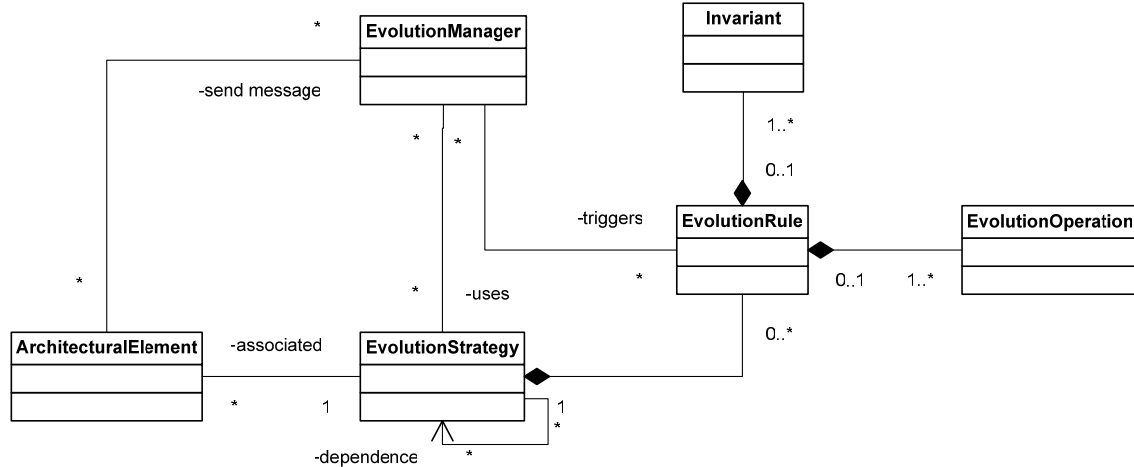 Invariant
*
EvolutionManager
-send message
1..*
*
*
0..1
-triggers
EvolutionRule
EvolutionOperation
*
*
0..1
1..*
*
-uses
0..*
ArchitecturalElement
-associated
EvolutionStrategy
*
1
1
*
-dependence
*